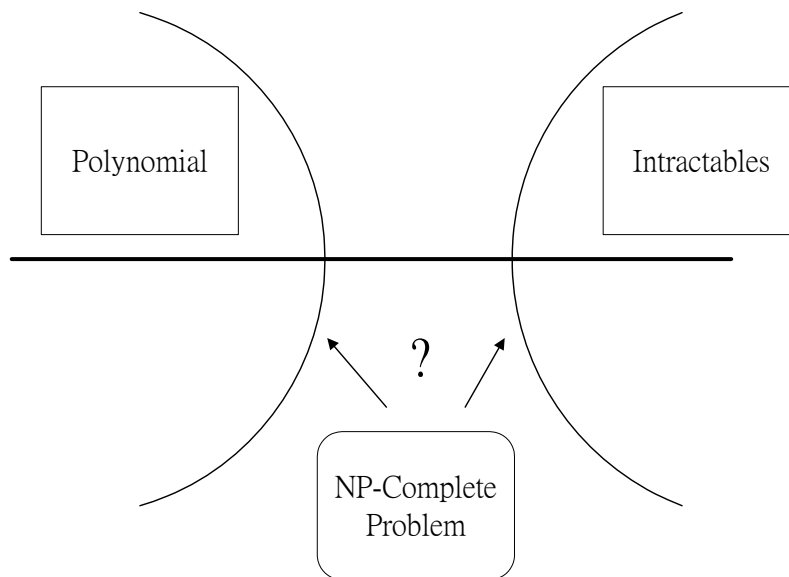 Polynomial
Intractables
?
NP-Complete
Problem